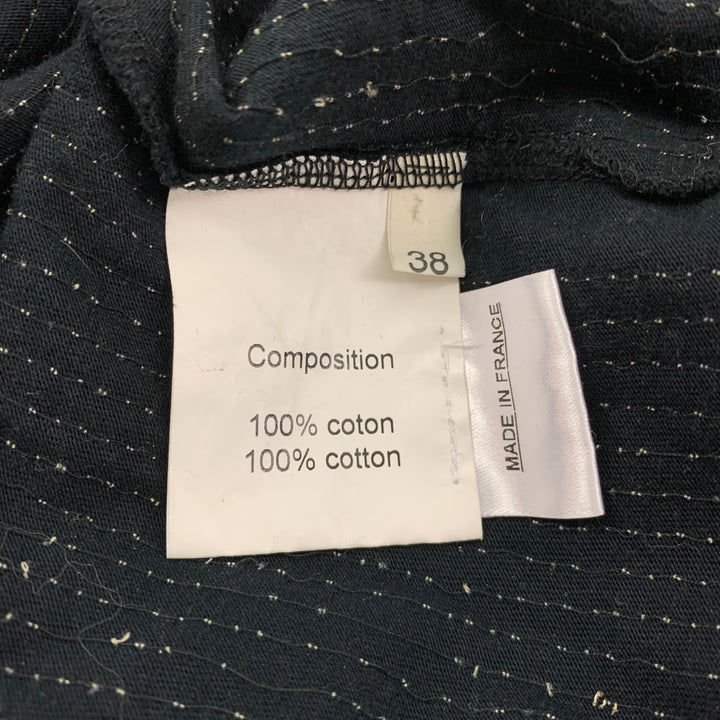 38
Composition
100% coton
100% cotton
MADE IN FRANCE